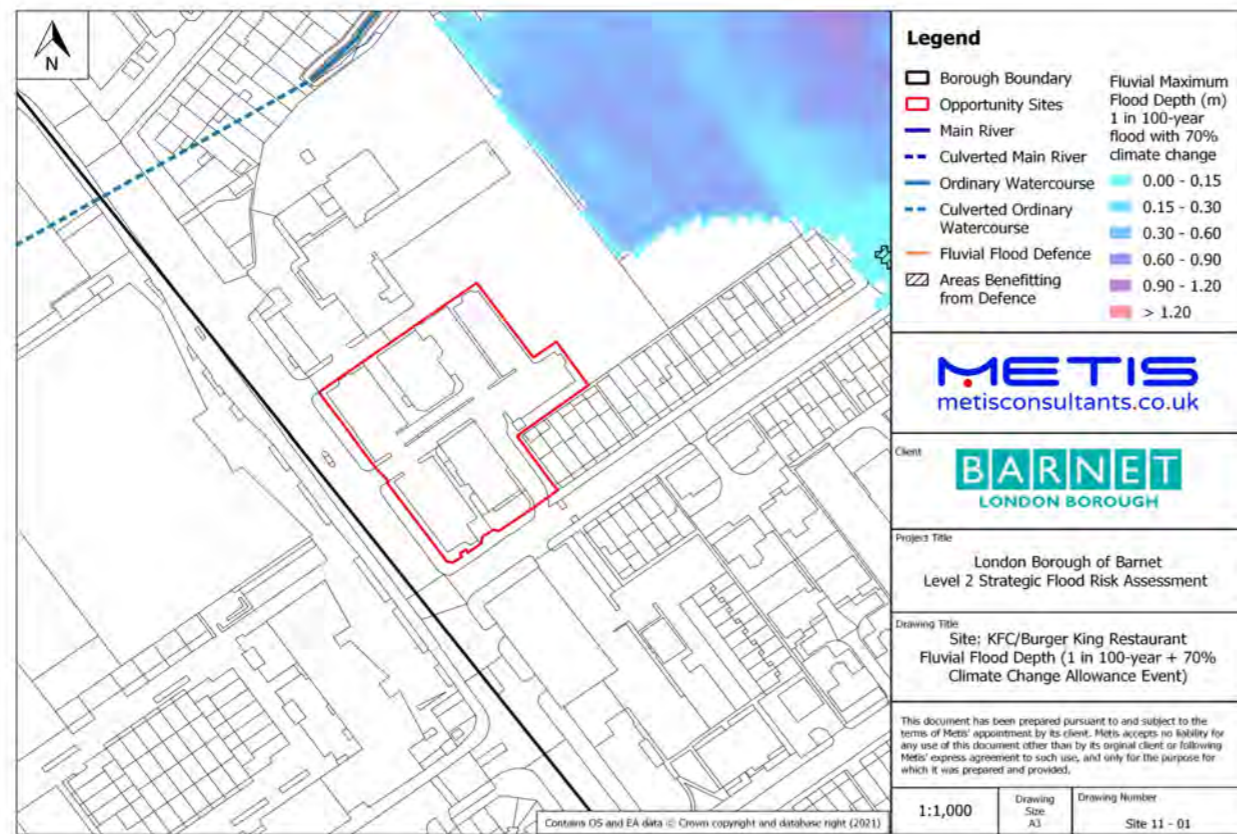 N
Legend
Borough Boundary
Opportunity Sites
Main River
Culverted Main River
Ordinary Watercourse
Culverted Ordinary
Watercourse
Fluvial Flood Defence
Areas Benefitting
from Defence
Fluvial Maximum
Flood Depth (m)
1 in 100-year
flood with 70%
climate change
0.00 - 0.15
0.15 - 0.30
0.30 - 0.60
0.60 - 0.90
0.90 - 1.20
> 1.20
METIS
metisconsultants.co.uk
Client
BARNET
LONDON BOROUGH
Project Title
London Borough of Barnet
Level 2 Strategic Flood Risk Assessment
Drawing Title
Site: KFC/Burger King Restaurant
Fluvial Flood Depth (1 in 100-year + 70%
Climate Change Allowance Event)
This document has been prepared pursuant to and subject to the
terms of Metis' appointment by its client. Metis accepts no liability for
any use of this document other than by its orginal client or following
Metis' express agreement to such use, and only for the purpose for
which it was prepared and provided.
1:1,000
Drawing
Size
A3
Drawing Number
Site 11 - 01
Contains OS and EA data © Crown copyright and database right (2021)